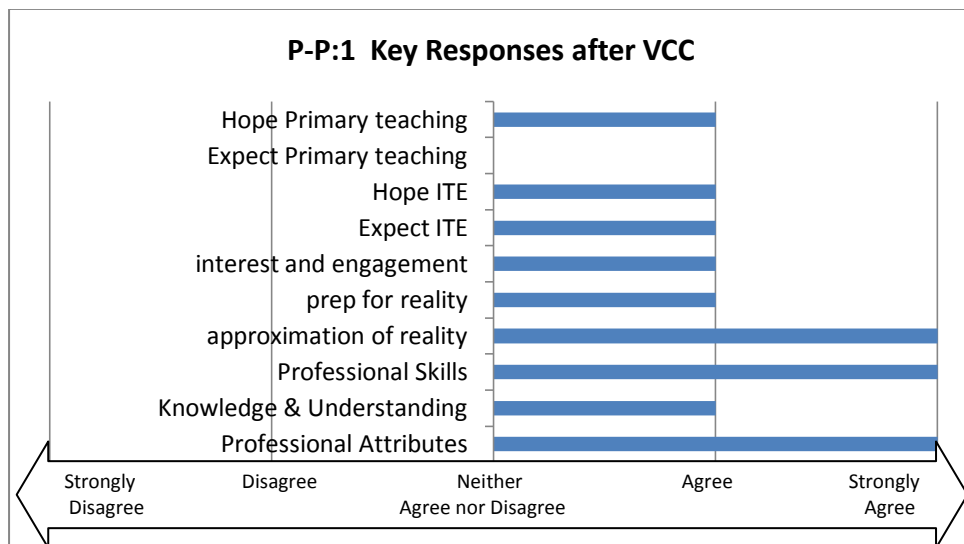 P-P:1 Key Responses after VCC
Hope Primary teaching
Expect Primary teaching
Hope ITE
Expect ITE
interest and engagement
prep for reality
approximation of reality
Professional Skills
Knowledge & Understanding
Professional Attributes
Strongly Disagree Neither Agree Strongly
Disagree Agree nor Disagree Agree